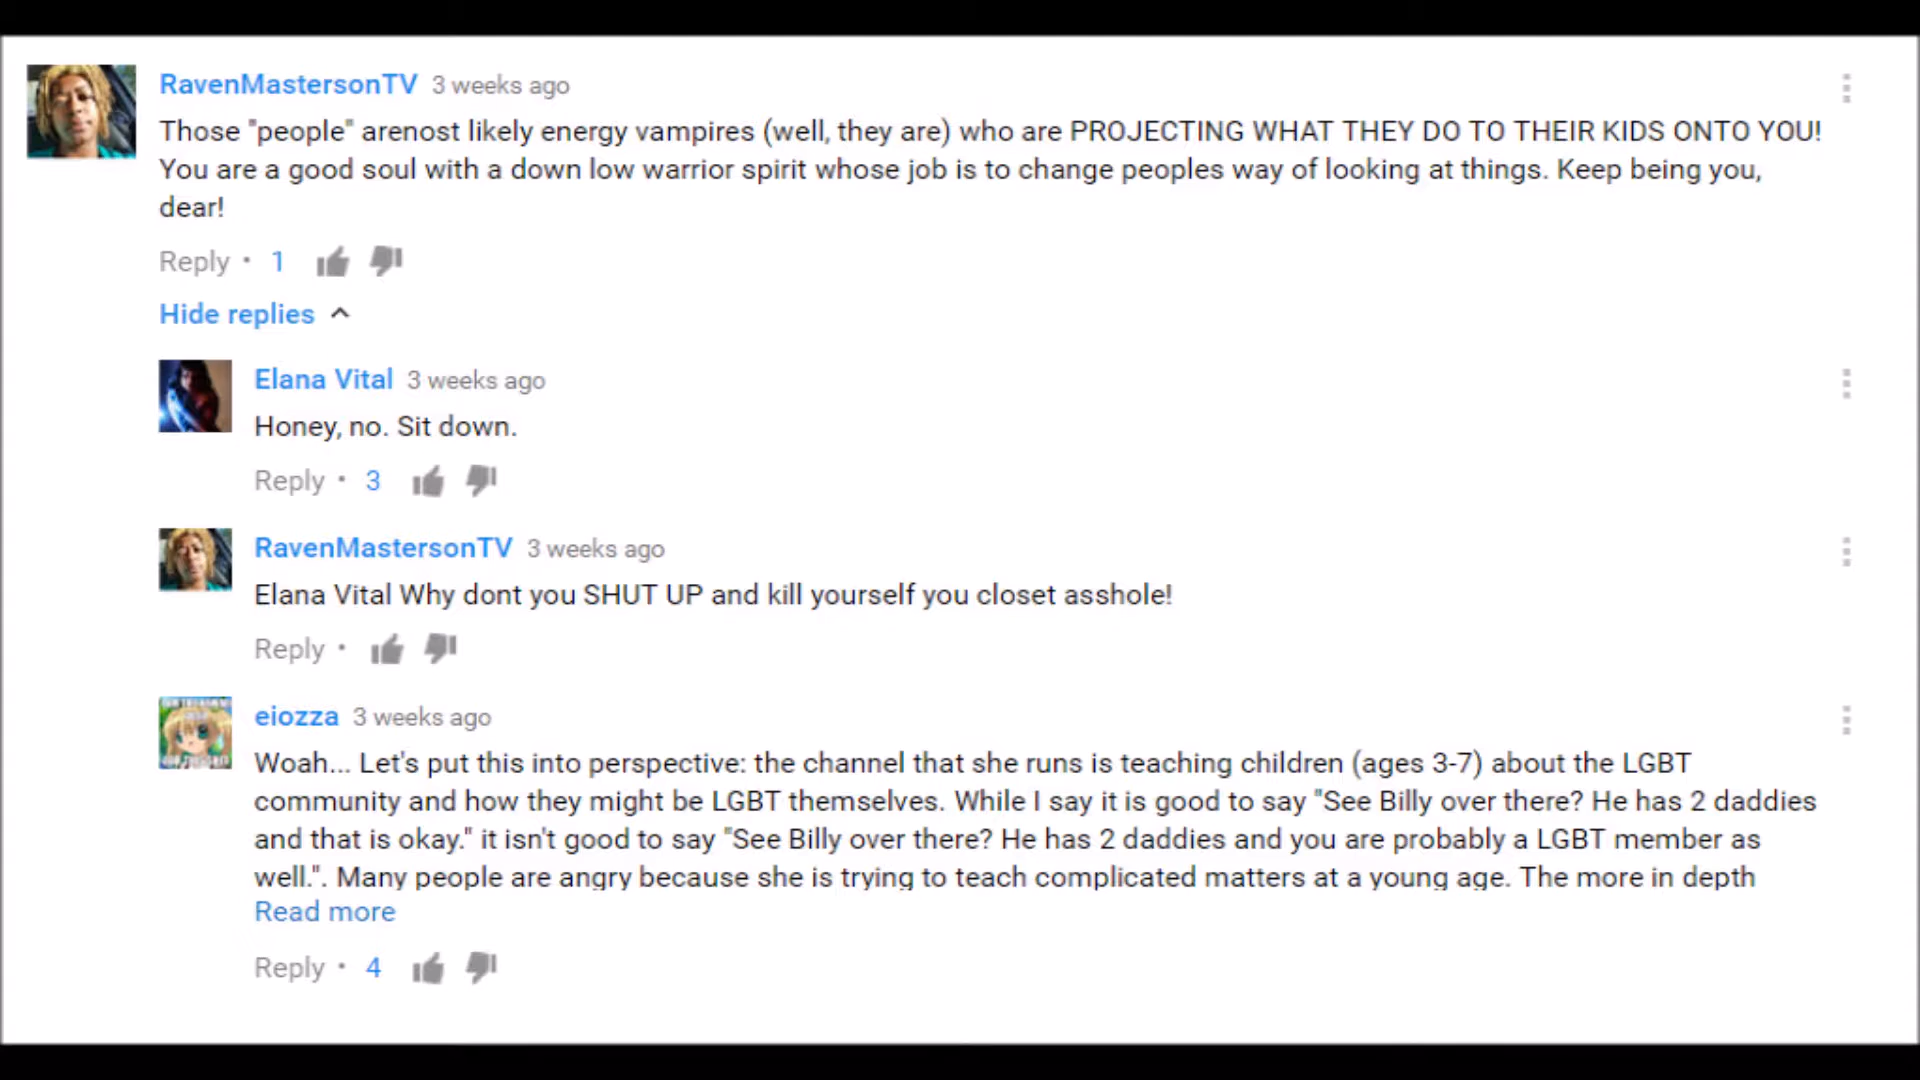 RavenMastersonTV 3 weeks ago
Those "people" arenost likely energy vampires (well, they are) who are PROJECTING WHAT THEY DO TO THEIR KIDS ONTO YOU!
You are a good soul with a down low warrior spirit whose job is to change peoples way of looking at things. Keep being you,
dear!
Reply • 1
Hide replies
Elana Vital 3 weeks ago
Honey, no. Sit down.
Reply • 3
RavenMastersonTV 3 weeks ago
Elana Vital Why dont you SHUT UP and kill yourself you closet asshole!
Reply •
eiozza 3 weeks ago
Woah... Let's put this into perspective: the channel that she runs is teaching children (ages 3-7) about the LGBT
community and how they might be LGBT themselves. While I say it is good to say "See Billy over there? He has 2 daddies
and that is okay." it isn't good to say "See Billy over there? He has 2 daddies and you are probably a LGBT member as
well.". Many people are angry because she is trying to teach complicated matters at a young age. The more in depth
Read more
Reply • 4